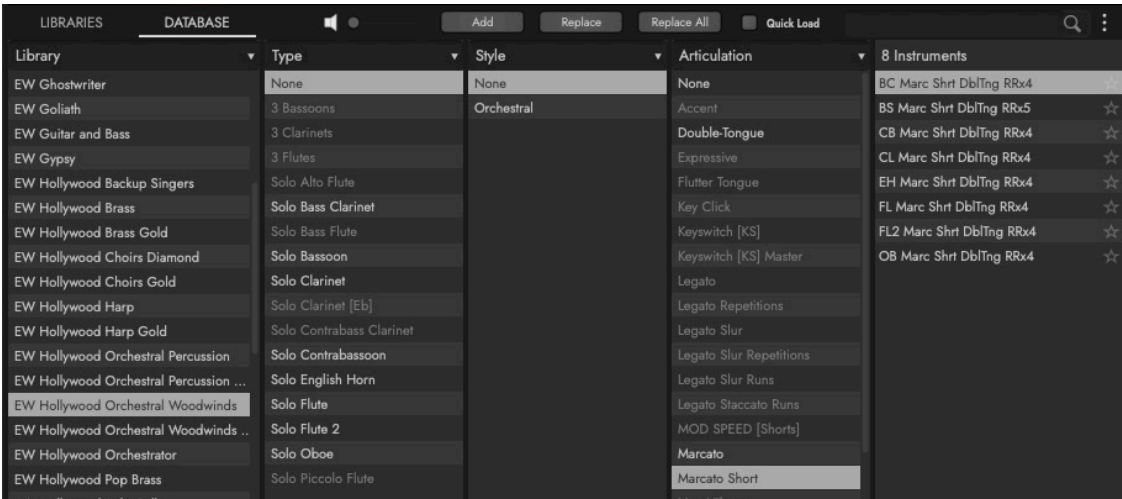 LIBRARIES DATABASE Add Replace Replace All Quick Load
Library Type Style Articulation 8 Instruments
EW Ghostwriter None None None BC Marc Shrt DblTng RRx4
EW Goliath 3 Bassoons Orchestral Accent BS Marc Shrt DblTng RRx5
EW Guitar and Bass 3 Clarinets Double-Tongue CB Marc Shrt DblTng RRx4
EW Gypsy 3 Flutes Expressive CL Marc Shrt DblTng RRx4
EW Hollywood Backup Singers Solo Alto Flute Flutter Tongue EH Marc Shrt DblTng RRx4
EW Hollywood Brass Solo Bass Clarinet Key Click FL Marc Shrt DblTng RRx4
EW Hollywood Brass Gold Solo Bass Flute Keyswitch [KS] FL2 Marc Shrt DblTng RRx4
EW Hollywood Choirs Diamond Solo Bassoon Keyswitch [KS] Master OB Marc Shrt DblTng RRx4
EW Hollywood Choirs Gold Solo Clarinet Legato
EW Hollywood Harp Solo Clarinet [Eb] Legato Repetitions
EW Hollywood Harp Gold Solo Contrabass Clarinet Legato Slur
EW Hollywood Orchestral Percussion Solo Contrabassoon Legato Slur Repetitions
EW Hollywood Orchestral Percussion ... Solo English Horn Legato Slur Runs
EW Hollywood Orchestral Woodwinds Solo Flute Legato Staccato Runs
EW Hollywood Orchestral Woodwinds .. Solo Flute 2 MOD SPEED [Shorts]
EW Hollywood Orchestrator Solo Oboe Marcato
EW Hollywood Pop Brass Solo Piccolo Flute Marcato Short